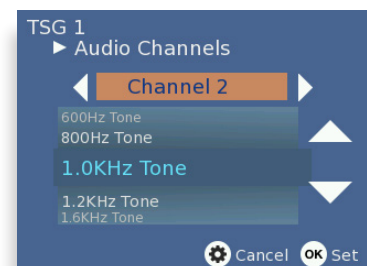 TSG 1
Audio Channels
Channel 2
600Hz Tone
800Hz Tone
1.0KHz Tone
1.2KHz Tone
1.6KHz Tone
Cancel OK Set